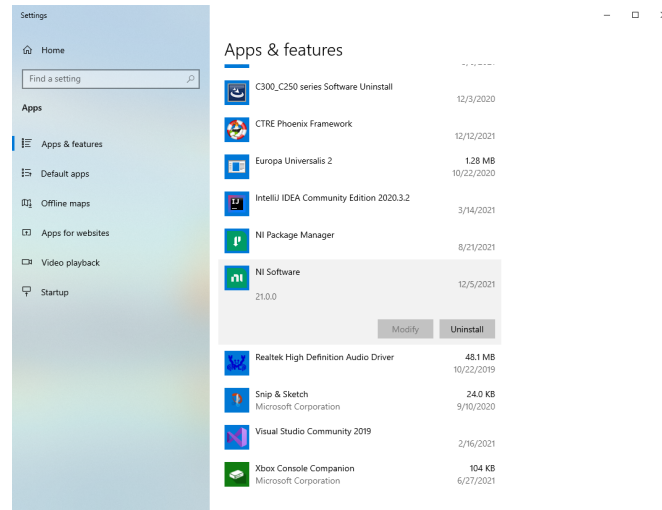 Settings
Home
Find a setting
Apps
Apps & features
Default apps
Offline maps
Apps for websites
Video playback
Startup
Apps & features
C300_C250 series Software Uninstall
12/3/2020
CTRE Phoenix Framework
12/12/2021
Europa Universalis 2
1.28 MB
10/22/2020
IntelliJ IDEA Community Edition 2020.3.2
3/14/2021
NI Package Manager
8/21/2021
NI Software
12/5/2021
21.0.0
Modify
Uninstall
Realtek High Definition Audio Driver
48.1 MB
10/22/2019
Snip & Sketch
24.0 KB
Microsoft Corporation
9/10/2020
Visual Studio Community 2019
2/16/2021
Xbox Console Companion
104 KB
Microsoft Corporation
6/27/2021